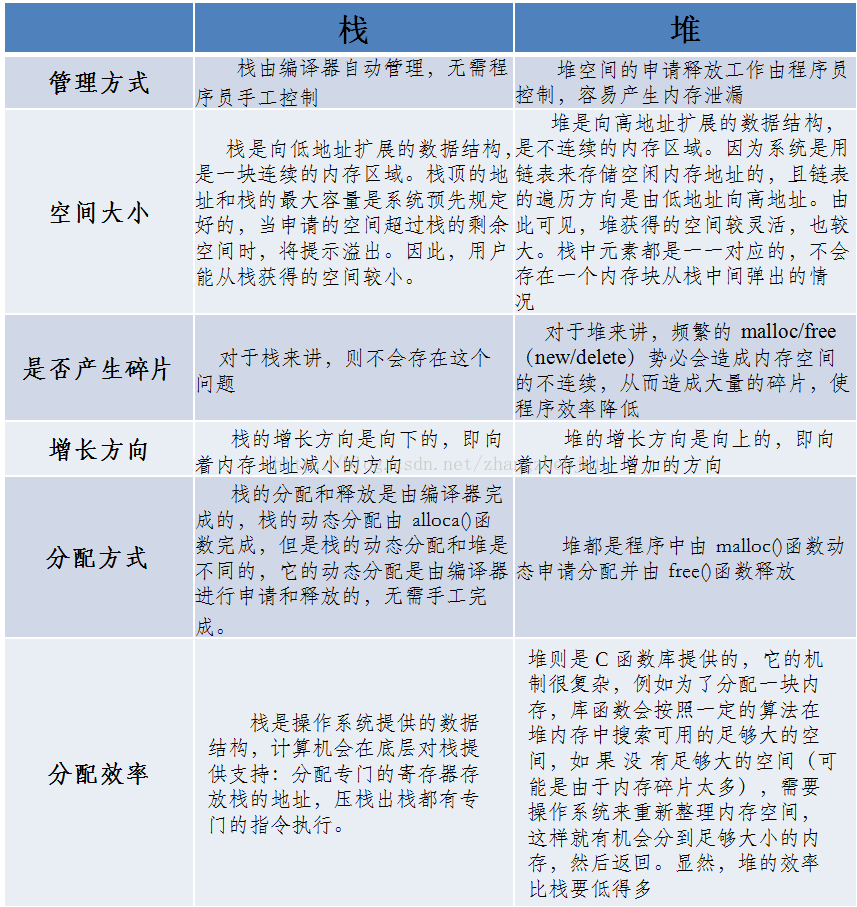 栈
堆
管理方式
栈由编译器自动管理，无需程
序员手工控制
堆空间的申请释放工作由程序员
控制，容易产生内存泄漏
空间大小
栈是向低地址扩展的数据结构，
是一块连续的内存区域。栈顶的地
址和栈的最大容量是系统预先规定
好的，当申请的空间超过栈的剩余
空间时，将提示溢出。因此，用户
能从栈获得的空间较小。
堆是向高地址扩展的数据结构，
是不连续的内存区域。因为系统是用
链表来存储空闲内存地址的，且链表
的遍历方向是由低地址向高地址。由
此可见，堆获得的空间较灵活，也较
大。栈中元素都是一一对应的，不会
存在一个内存块从栈中间弹出的情
况
是否产生碎片
对于栈来讲，则不会存在这个
问题
对于堆来讲，频繁的 malloc/free
（new/delete）势必会造成内存空间
的不连续，从而造成大量的碎片，使
程序效率降低
增长方向
栈的增长方向是向下的，即向
着内存地址减小的方向
堆的增长方向是向上的，即向
着内存地址增加的方向
分配方式
栈的分配和释放是由编译器完
成的，栈的动态分配由 alloca()函
数完成，但是栈的动态分配和堆是
不同的，它的动态分配是由编译器
进行申请和释放的，无需手工完
成。
堆都是程序中由 malloc()函数动
态申请分配并由 free()函数释放
分配效率
栈是操作系统提供的数据
结构，计算机会在底层对栈提
供支持：分配专门的寄存器存
放栈的地址，压栈出栈都有专
门的指令执行。
堆则是 C 函数库提供的，它的机
制很复杂，例如为了分配一块内
存，库函数会按照一定的算法在
堆内存中搜索可用的足够大的空
间，如 果 没 有足够大的空间（可
能是由于内存碎片太多），需要
操作系统来重新整理内存空间，
这样就有机会分到足够大小的内
存，然后返回。显然，堆的效率
比栈要低得多